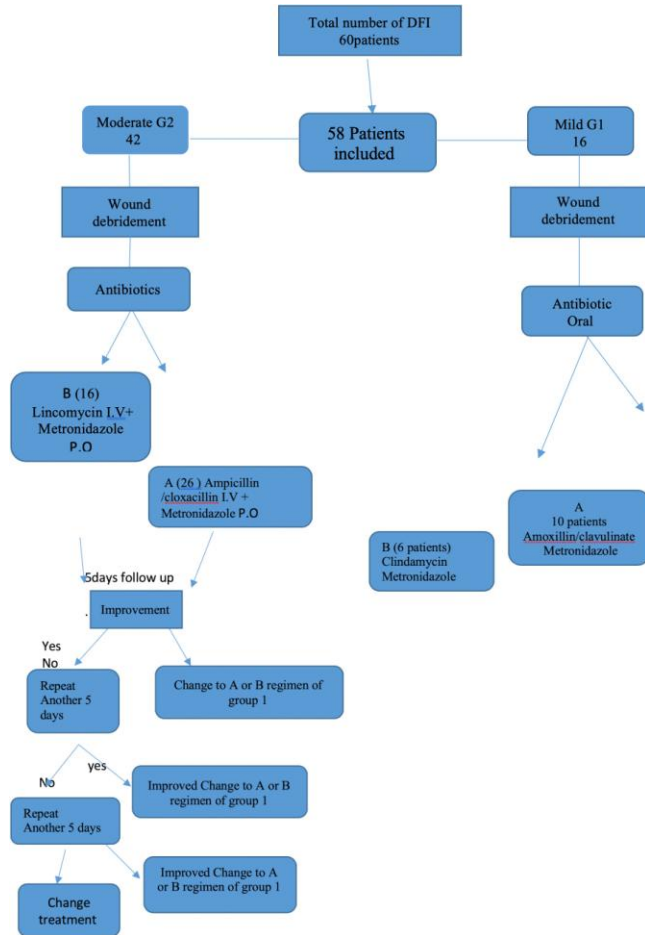 Total number of DFI
60patients
Moderate G2
42
58 Patients
included
Mild G1
16
Wound
debridement
Wound
debridement
Antibiotics
Antibiotic
Oral
B (16)
Lincomycin I.V+
Metronidazole
P.O
A (26 ) Ampicillin
/cloxacillin I.V +
Metronidazole P.O
A
10 patients
Amoxillin/clavulinate
Metronidazole
B (6 patients)
Clindamycin
Metronidazole
5days follow up
.
Improvement
Yes
No
Repeat
Another 5
days
Change to A or B regimen of
group 1
No
yes
Improved Change to A or B
regimen of group 1
Repeat
Another 5 days
Improved Change to A
or B regimen of group 1
Change
treatment